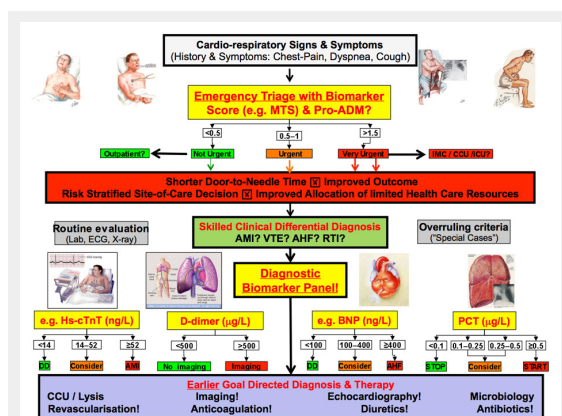 Cardio-respiratory Signs & Symptoms
(History & Symptoms: Chest-Pain, Dyspnea, Cough)
Emergency Triage with Biomarker
Score (e.g. MTS) & Pro-ADM?
<0.5
0.5–1
>1.5
Outpatient?
Not Urgent
Urgent
Very Urgent
IMC / CCU /ICU?
Shorter Door-to-Needle Time ☒ Improved Outcome
Risk Stratified Site-of-Care Decision ☒ Improved Allocation of limited Health Care Resources
Routine evaluation
(Lab, ECG, X-ray)
Skilled Clinical Differential Diagnosis
AMI? VTE? AHF? RTI?
Overruling criteria
("Special Cases")
Diagnostic
Biomarker Panel!
e.g. Hs-cTnT (ng/L)
D-dimer (µg/L)
e.g. BNP (ng/L)
PCT (µg/L)
<14
14–52
≥52
<500
>500
<100
100–400
≥400
<0.1
0.1–0.25
0.25–0.5
≥0.5
DD
Consider
AMI
No imaging
Imaging
DD
Consider
AHF
STOP
Consider
START
Earlier Goal Directed Diagnosis & Therapy
CCU / Lysis
Revascularisation!
Imaging!
Anticoagulation!
Echocardiography!
Diuretics!
Microbiology
Antibiotics!